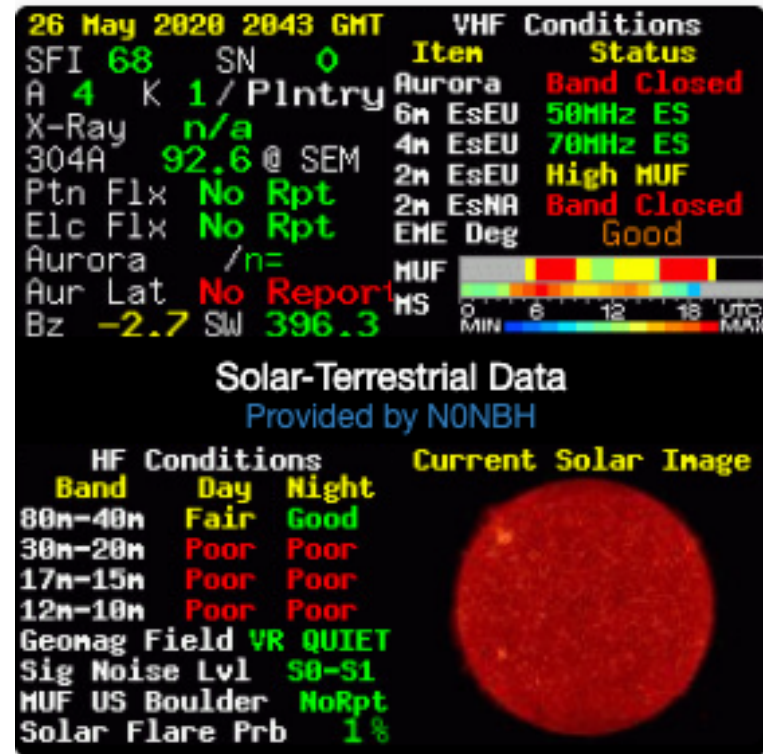 26 May 2020 2043 GMT
SFI 68 SN 0
A 4 K 1 / Plntry
X-Ray n/a
304A 92.6 @ SEM
Ptn Flx No Rpt
Elc Flx No Rpt
Aurora /n=
Aur Lat No Report
Bz -2.7 SW 396.3
VHF Conditions
Item Status
Aurora Band Closed
6m EsEU 50MHz ES
4m EsEU 70MHz ES
2m EsEU High MUF
2m EsNA Band Closed
EME Deg Good
MUF
MS
0 6 12 18 UTC
MIN MAX
Solar-Terrestrial Data
Provided by N0NBH
HF Conditions
Band Day Night
80m-40m Fair Good
30m-20m Poor Poor
17m-15m Poor Poor
12m-10m Poor Poor
Geomag Field VR QUIET
Sig Noise Lvl S0-S1
MUF US Boulder NoRpt
Solar Flare Prb 1%
Current Solar Image